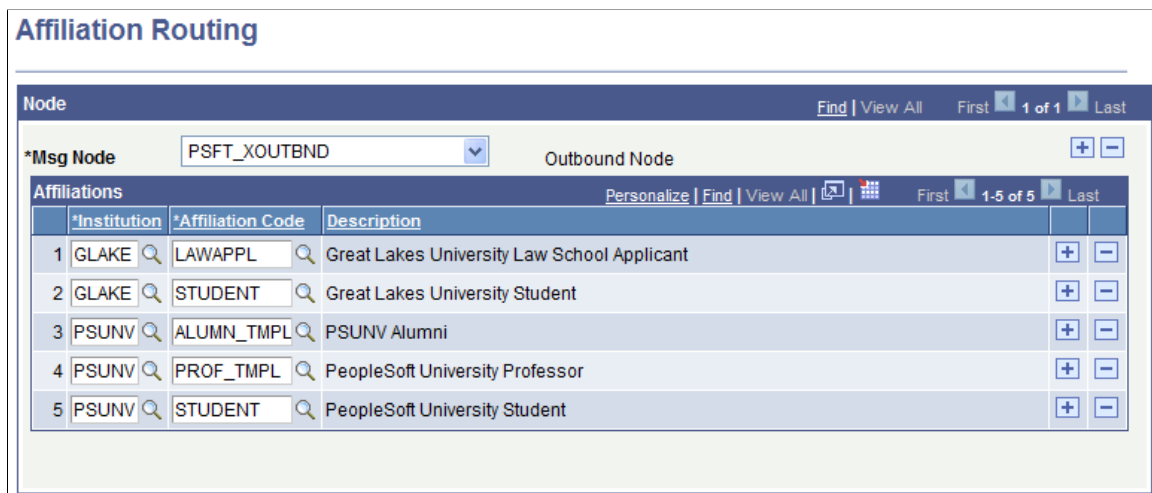 Affiliation Routing
Node Find | View All First 1 of 1 Last
*Msg Node PSFT_XOUTBND Outbound Node
Affiliations Personalize | Find | View All | | First 1-5 of 5 Last
*Institution *Affiliation Code Description
1 GLAKE LAWAPPL Great Lakes University Law School Applicant
2 GLAKE STUDENT Great Lakes University Student
3 PSUNV ALUMN_TMPL PSUNV Alumni
4 PSUNV PROF_TMPL PeopleSoft University Professor
5 PSUNV STUDENT PeopleSoft University Student